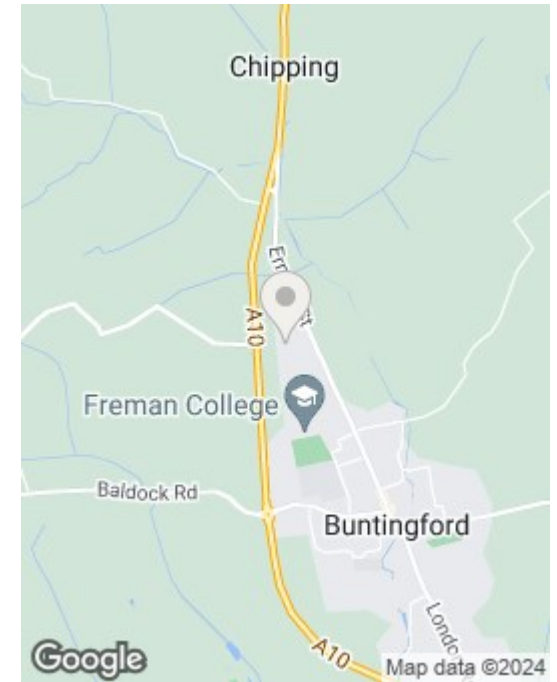 Chipping
A10
Freman College
Baldock Rd
Buntingford
A10
Google
Map data ©2024